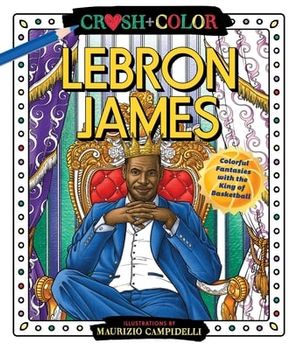 CRUSH+COLOR
LEBRON
JAMES
Colorful
Fantasies
with the
King of
Basketball
ILLUSTRATIONS BY
MAURIZIO CAMPIDELLI